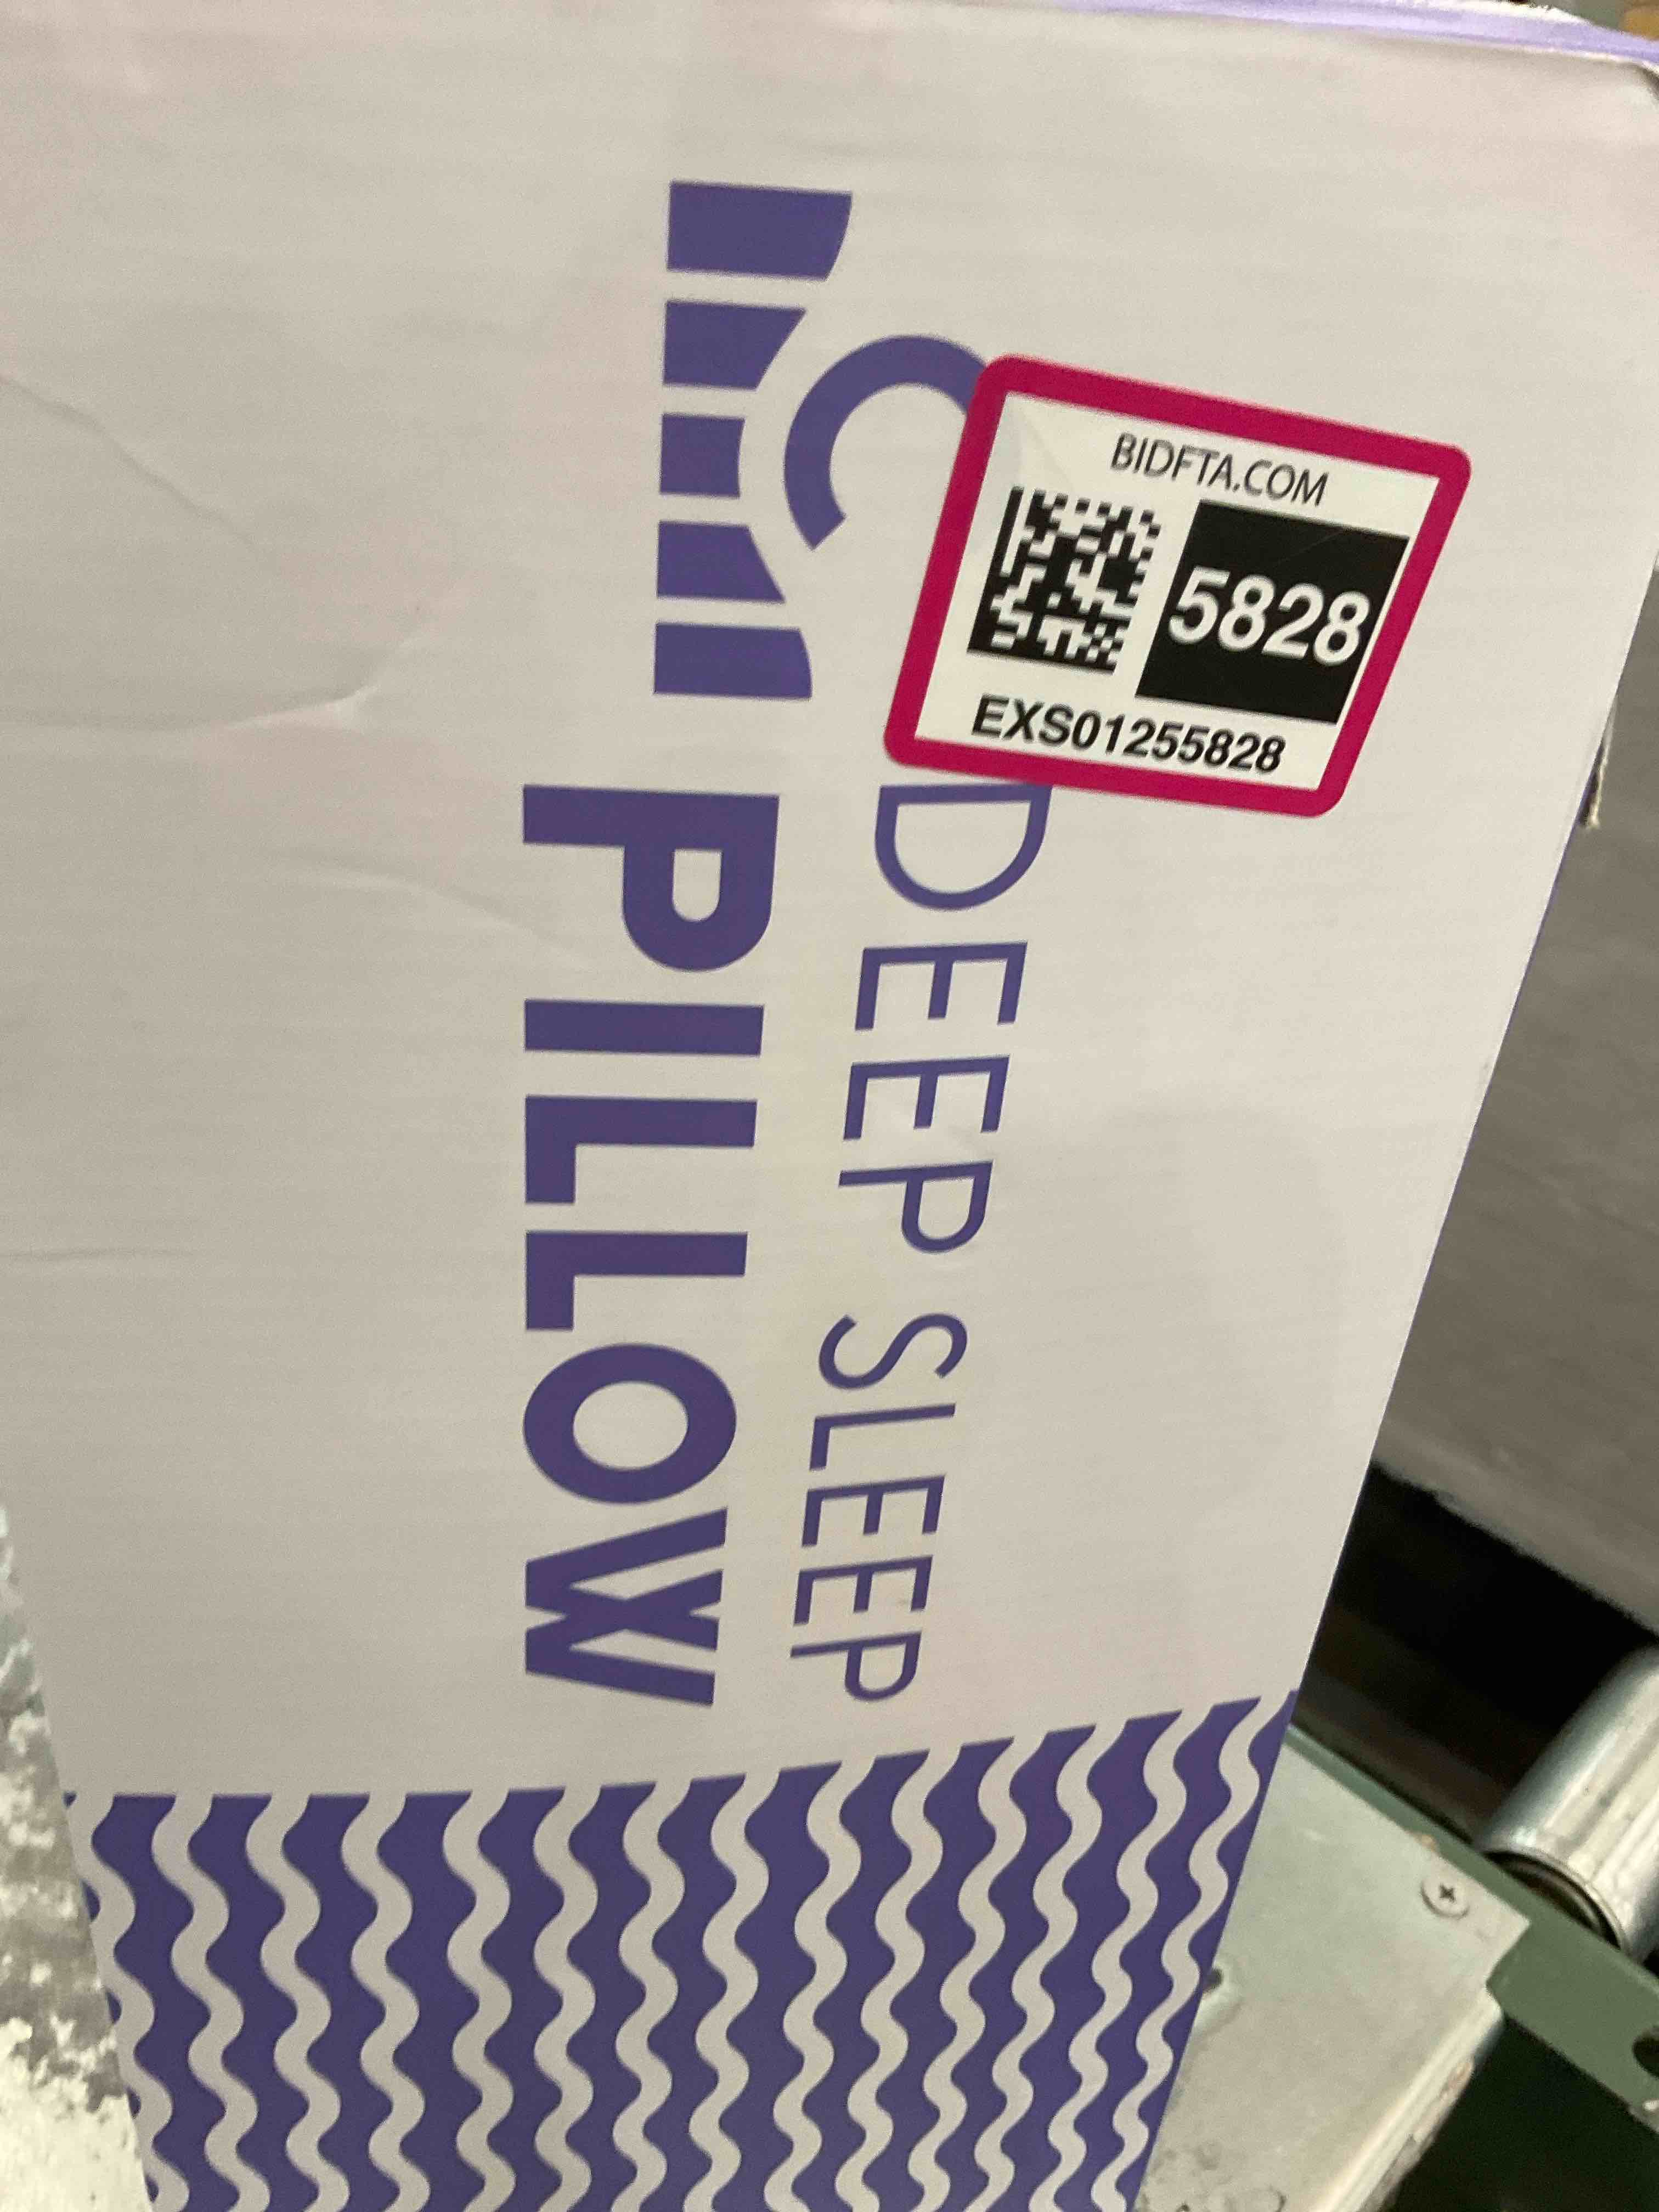 BIDFTA.COM
5828
EXS01255828
DEEP SLEEP
PILLOW